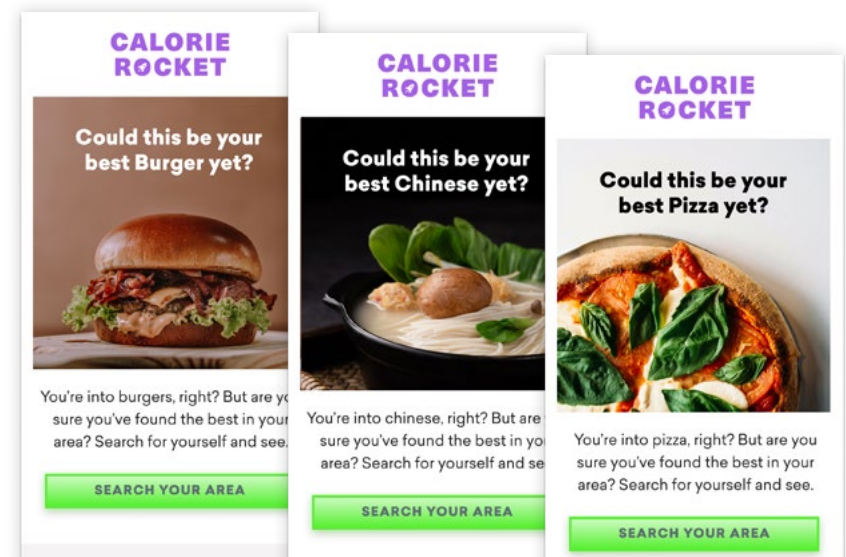 CALORIE
ROCKET
Could this be your
best Burger yet?
You're into burgers, right? But are
sure you've found the best in your
area? Search for yourself and see.
SEARCH YOUR AREA
CALORIE
ROCKET
Could this be your
best Chinese yet?
You're into chinese, right? But are
sure you've found the best in
area? Search for yourself and
SEARCH YOUR AREA
CALORIE
ROCKET
Could this be your
best Pizza yet?
You're into pizza, right? But are you
sure you've found the best in your
area? Search for yourself and see.
SEARCH YOUR AREA